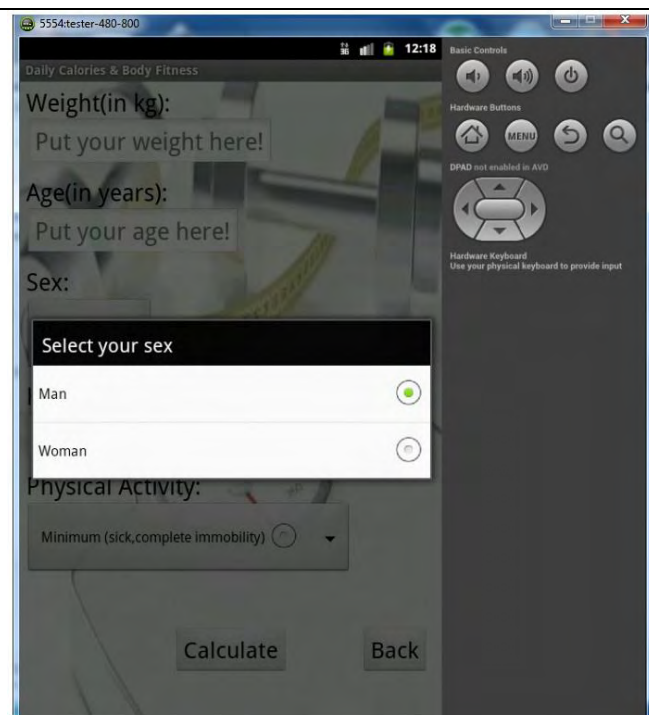 5554:tester-480-800
3G 12:18
Daily Calories & Body Fitness
Weight(in kg):
Put your weight here!
Age(in years):
Put your age here!
Sex:
Select your sex
Man
Woman
Physical Activity:
Minimum (sick,complete immobility)
Calculate
Back
Basic Controls
Hardware Buttons
MENU
DPAD not enabled in AVD
Hardware Keyboard
Use your physical keyboard to provide input